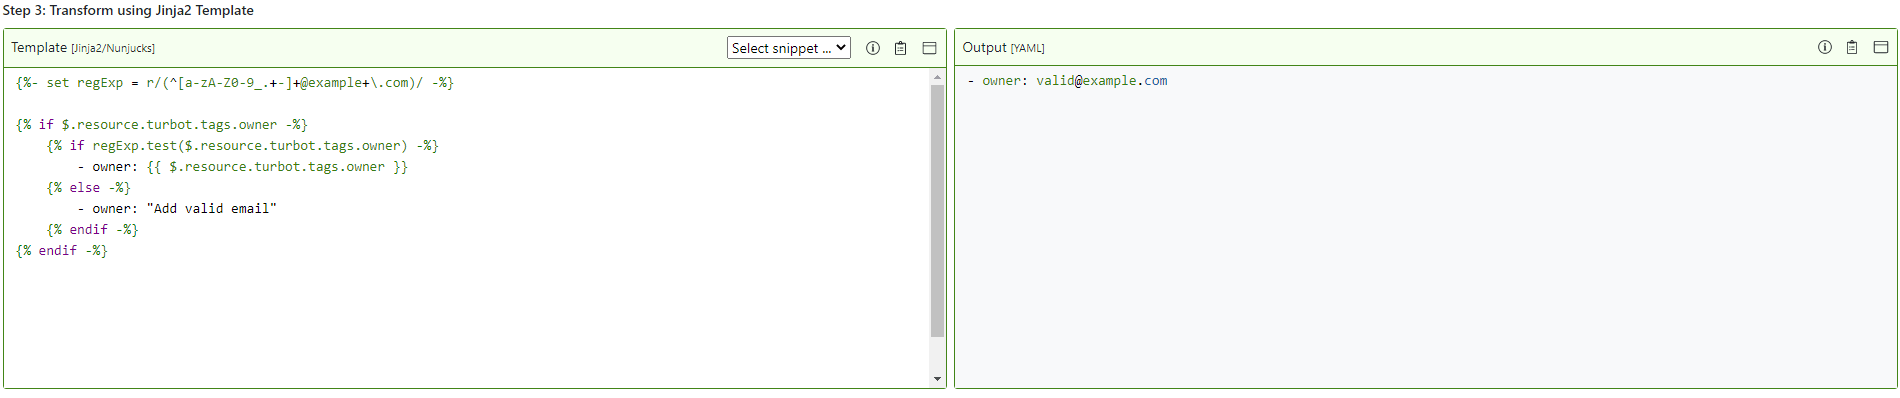 Step 3: Transform using Jinja2 Template
Template [Jinja2/Nunjucks]
Select snippet ...
{%- set regExp = r/(^[a-zA-Z0-9_.+-]+@example+\.com)/ -%}
{% if $.resource.turbot.tags.owner -%}
{% if regExp.test($.resource.turbot.tags.owner) -%}
- owner: {{ $.resource.turbot.tags.owner }}
{% else -%}
- owner: "Add valid email"
{% endif -%}
{% endif -%}
Output [YAML]
- owner: valid@example.com